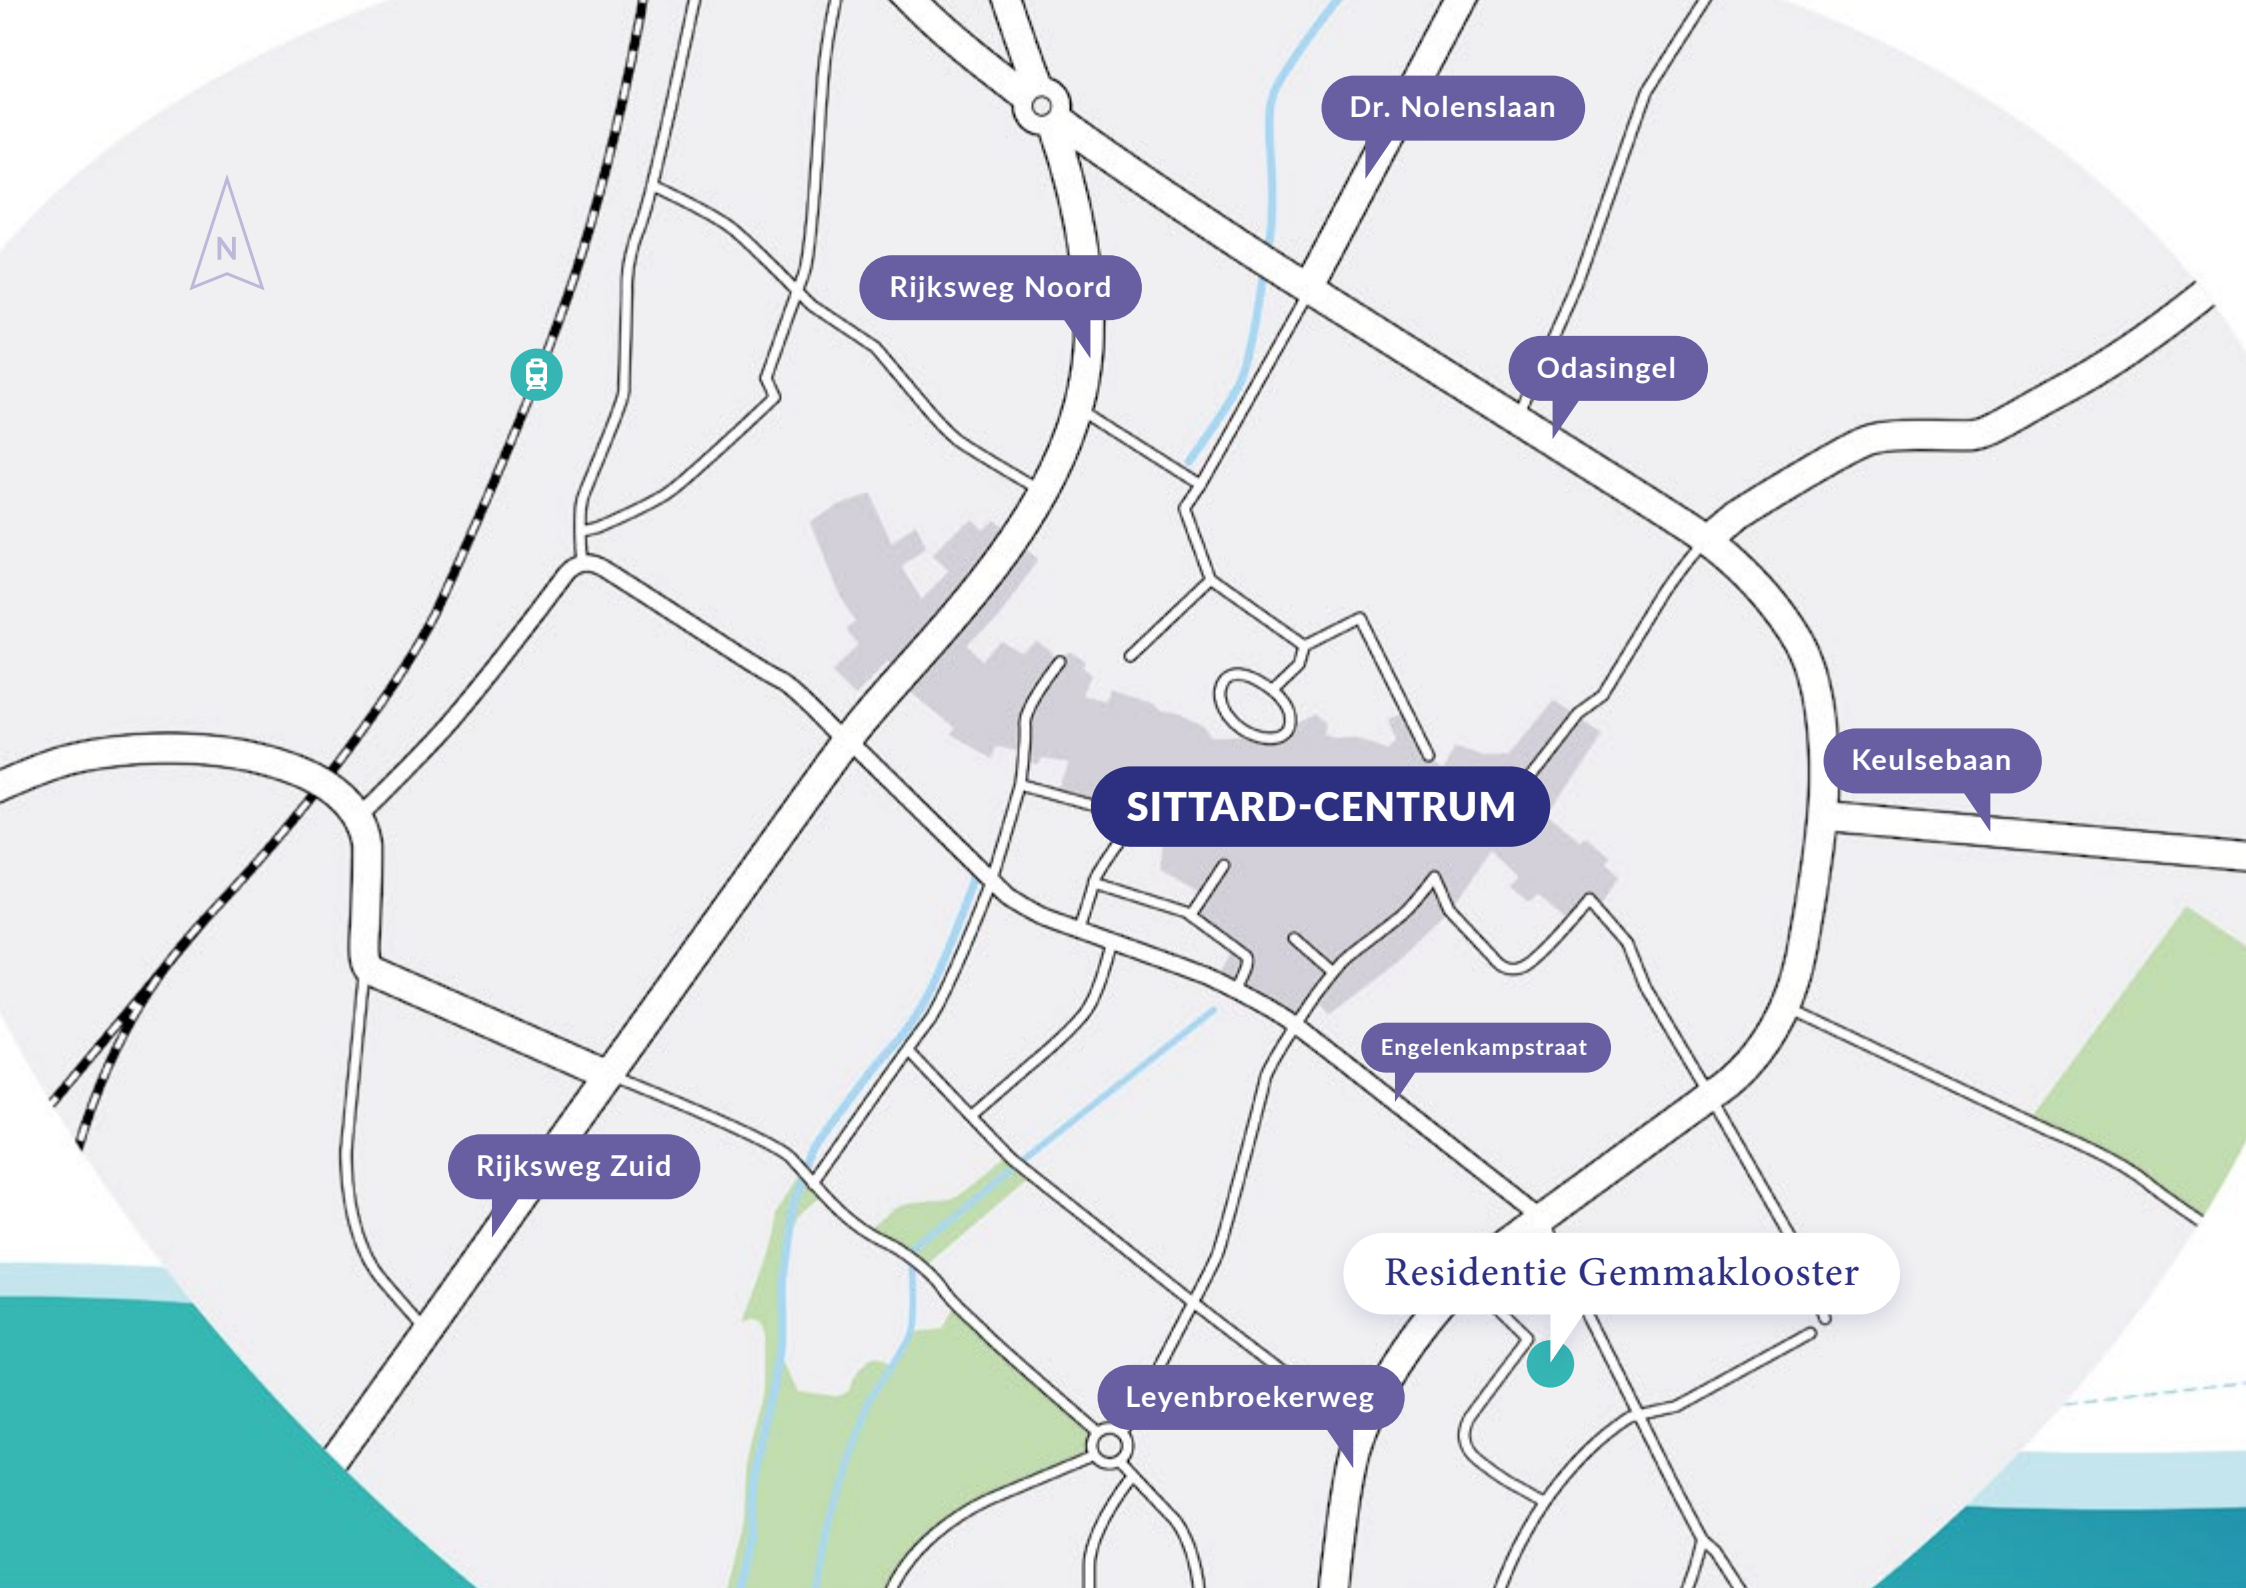 Dr. Nolenslaan
N
Rijksweg Noord
Odasingel
Keulsebaan
SITTARD-CENTRUM
Engelenkampstraat
Rijksweg Zuid
Residentie Gemmaklooster
Leyenbroekerweg